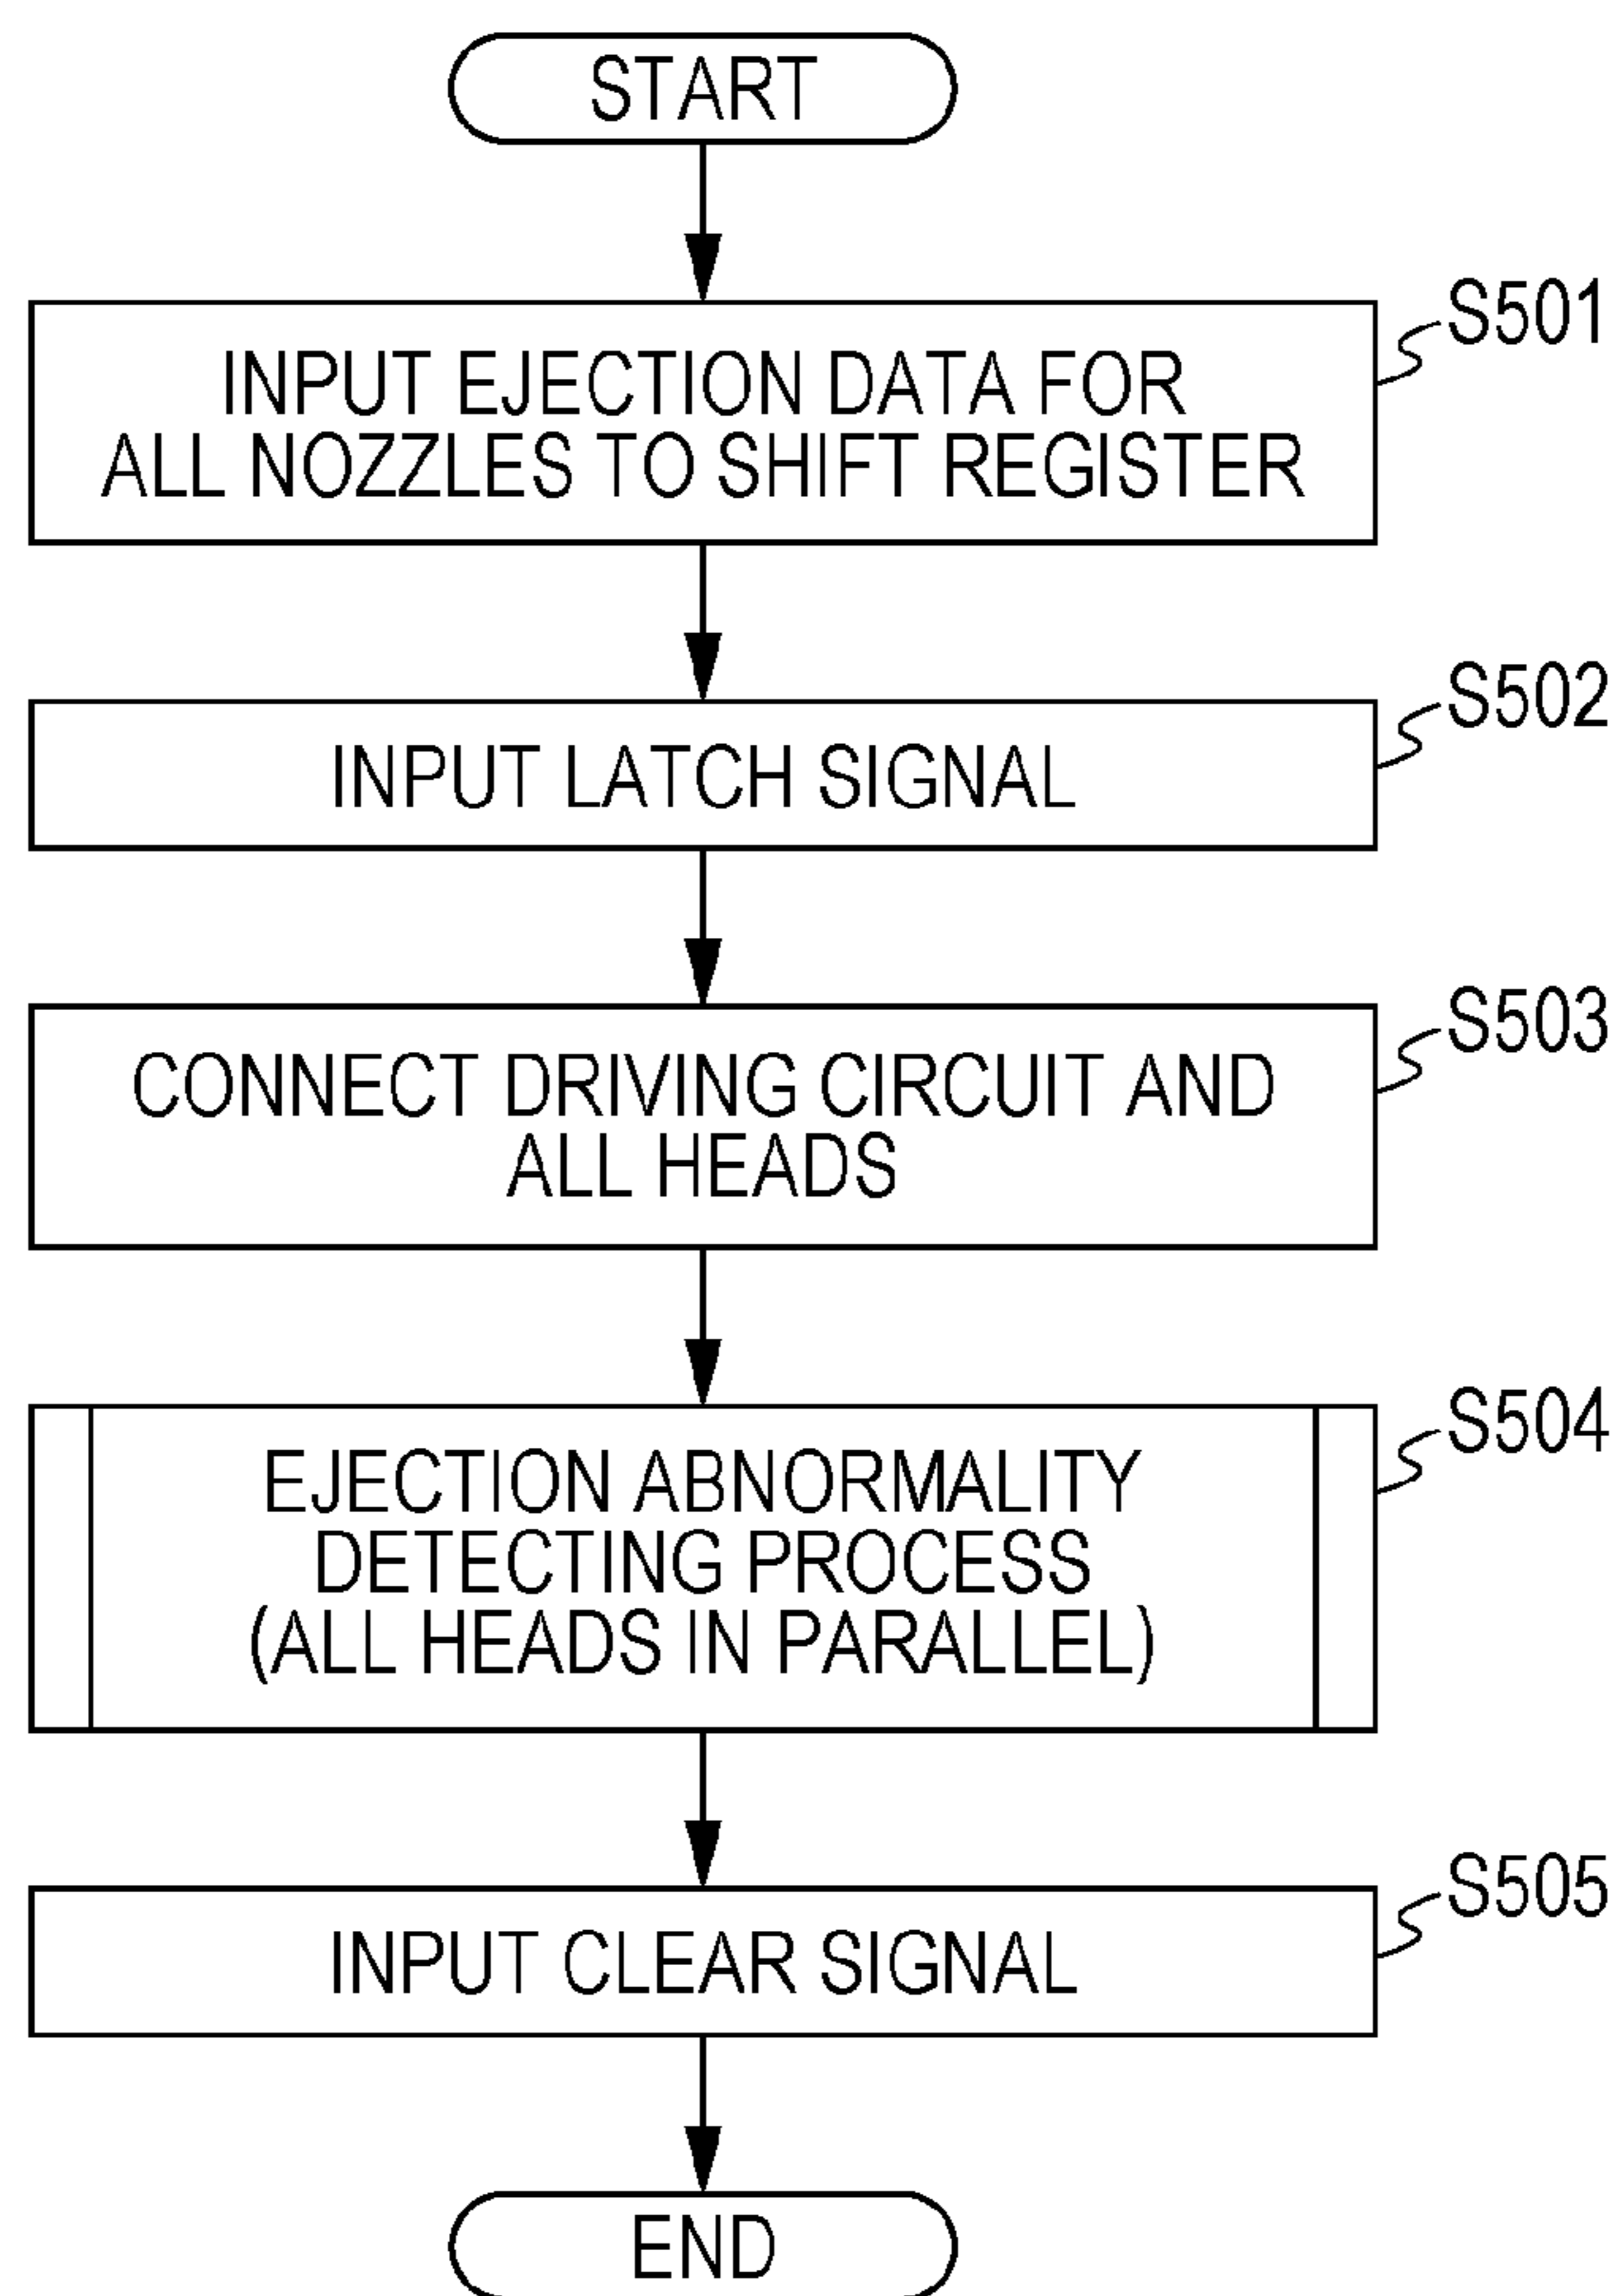 START
S501
INPUT EJECTION DATA FOR
ALL NOZZLES TO SHIFT REGISTER
S502
INPUT LATCH SIGNAL
S503
CONNECT DRIVING CIRCUIT AND
ALL HEADS
S504
EJECTION ABNORMALITY
DETECTING PROCESS
(ALL HEADS IN PARALLEL)
S505
INPUT CLEAR SIGNAL
END